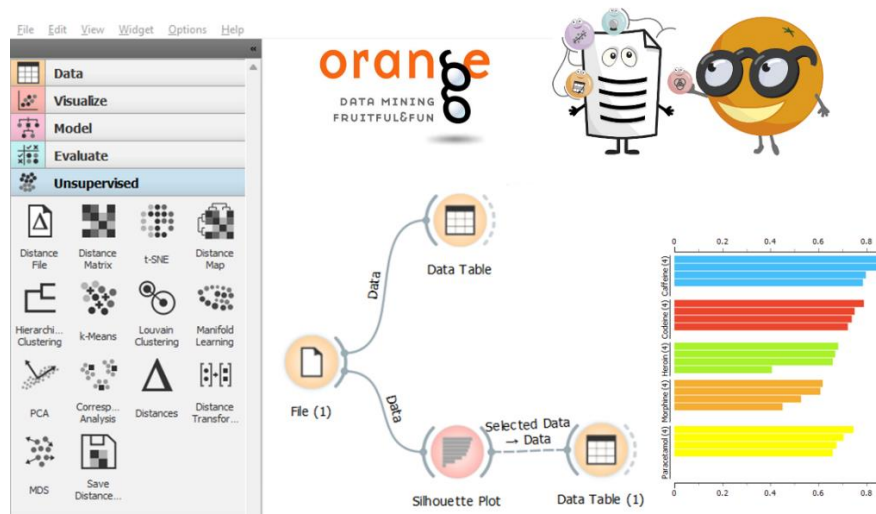 File Edit View Widget Options Help
orange
DATA MINING
FRUITFUL&FUN
Data
Visualize
Model
Evaluate
Unsupervised
Distance
File
Distance
Matrix
t-SNE
Distance
Map
Hierarchi...
Clustering
k-Means
Louvain
Clustering
Manifold
Learning
PCA
Corresp...
Analysis
Distances
Distance
Transfor...
MDS
Save
Distance...
Data Table
Data
File (1)
Data
Selected Data
→ Data
Silhouette Plot
Data Table (1)
0 0.2 0.4 0.6 0.8
Caffeine (4)
Codeine (4)
Heroin (4)
Morphine (4)
Paracetamol (4)
0 0.2 0.4 0.6 0.8